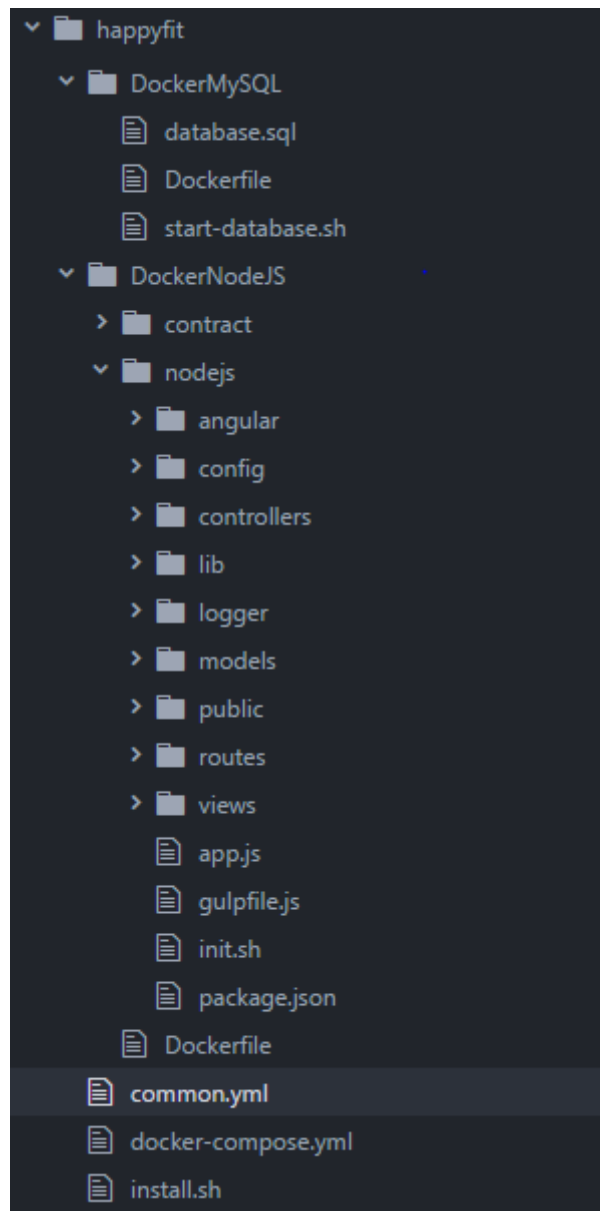 happyfit
DockerMySQL
database.sql
Dockerfile
start-database.sh
DockerNodeJS
contract
nodejs
angular
config
controllers
lib
logger
models
public
routes
views
app.js
gulpfile.js
init.sh
package.json
Dockerfile
common.yml
docker-compose.yml
install.sh